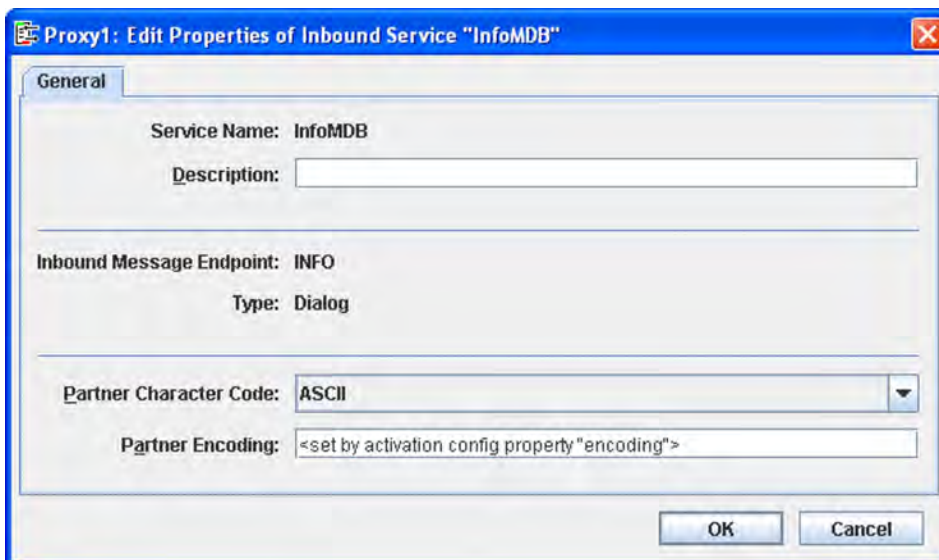 Proxy1: Edit Properties of Inbound Service "InfoMDB"
General
Service Name: InfoMDB
Description:
Inbound Message Endpoint: INFO
Type: Dialog
Partner Character Code: ASCII
Partner Encoding: <set by activation config property "encoding">
OK Cancel